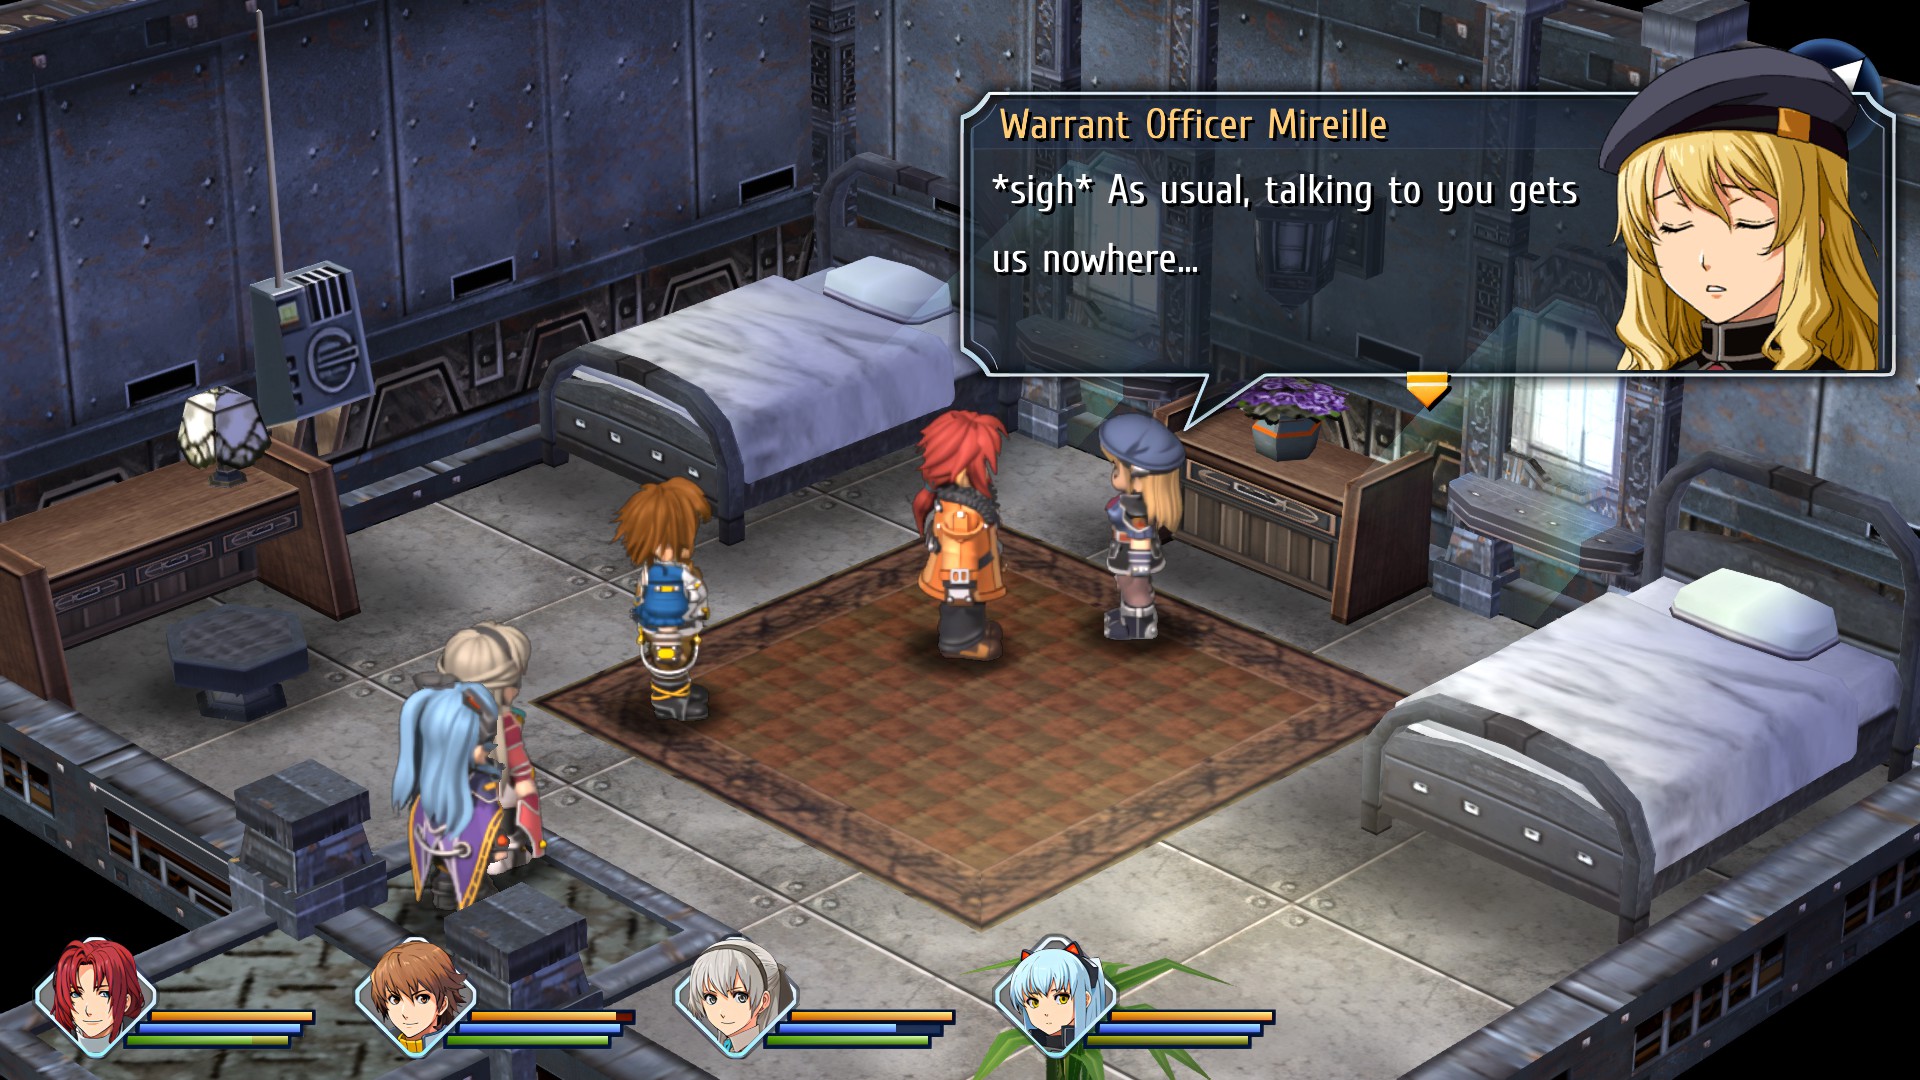 Warrant Officer Mireille
*sigh* As usual, talking to you gets
us nowhere...